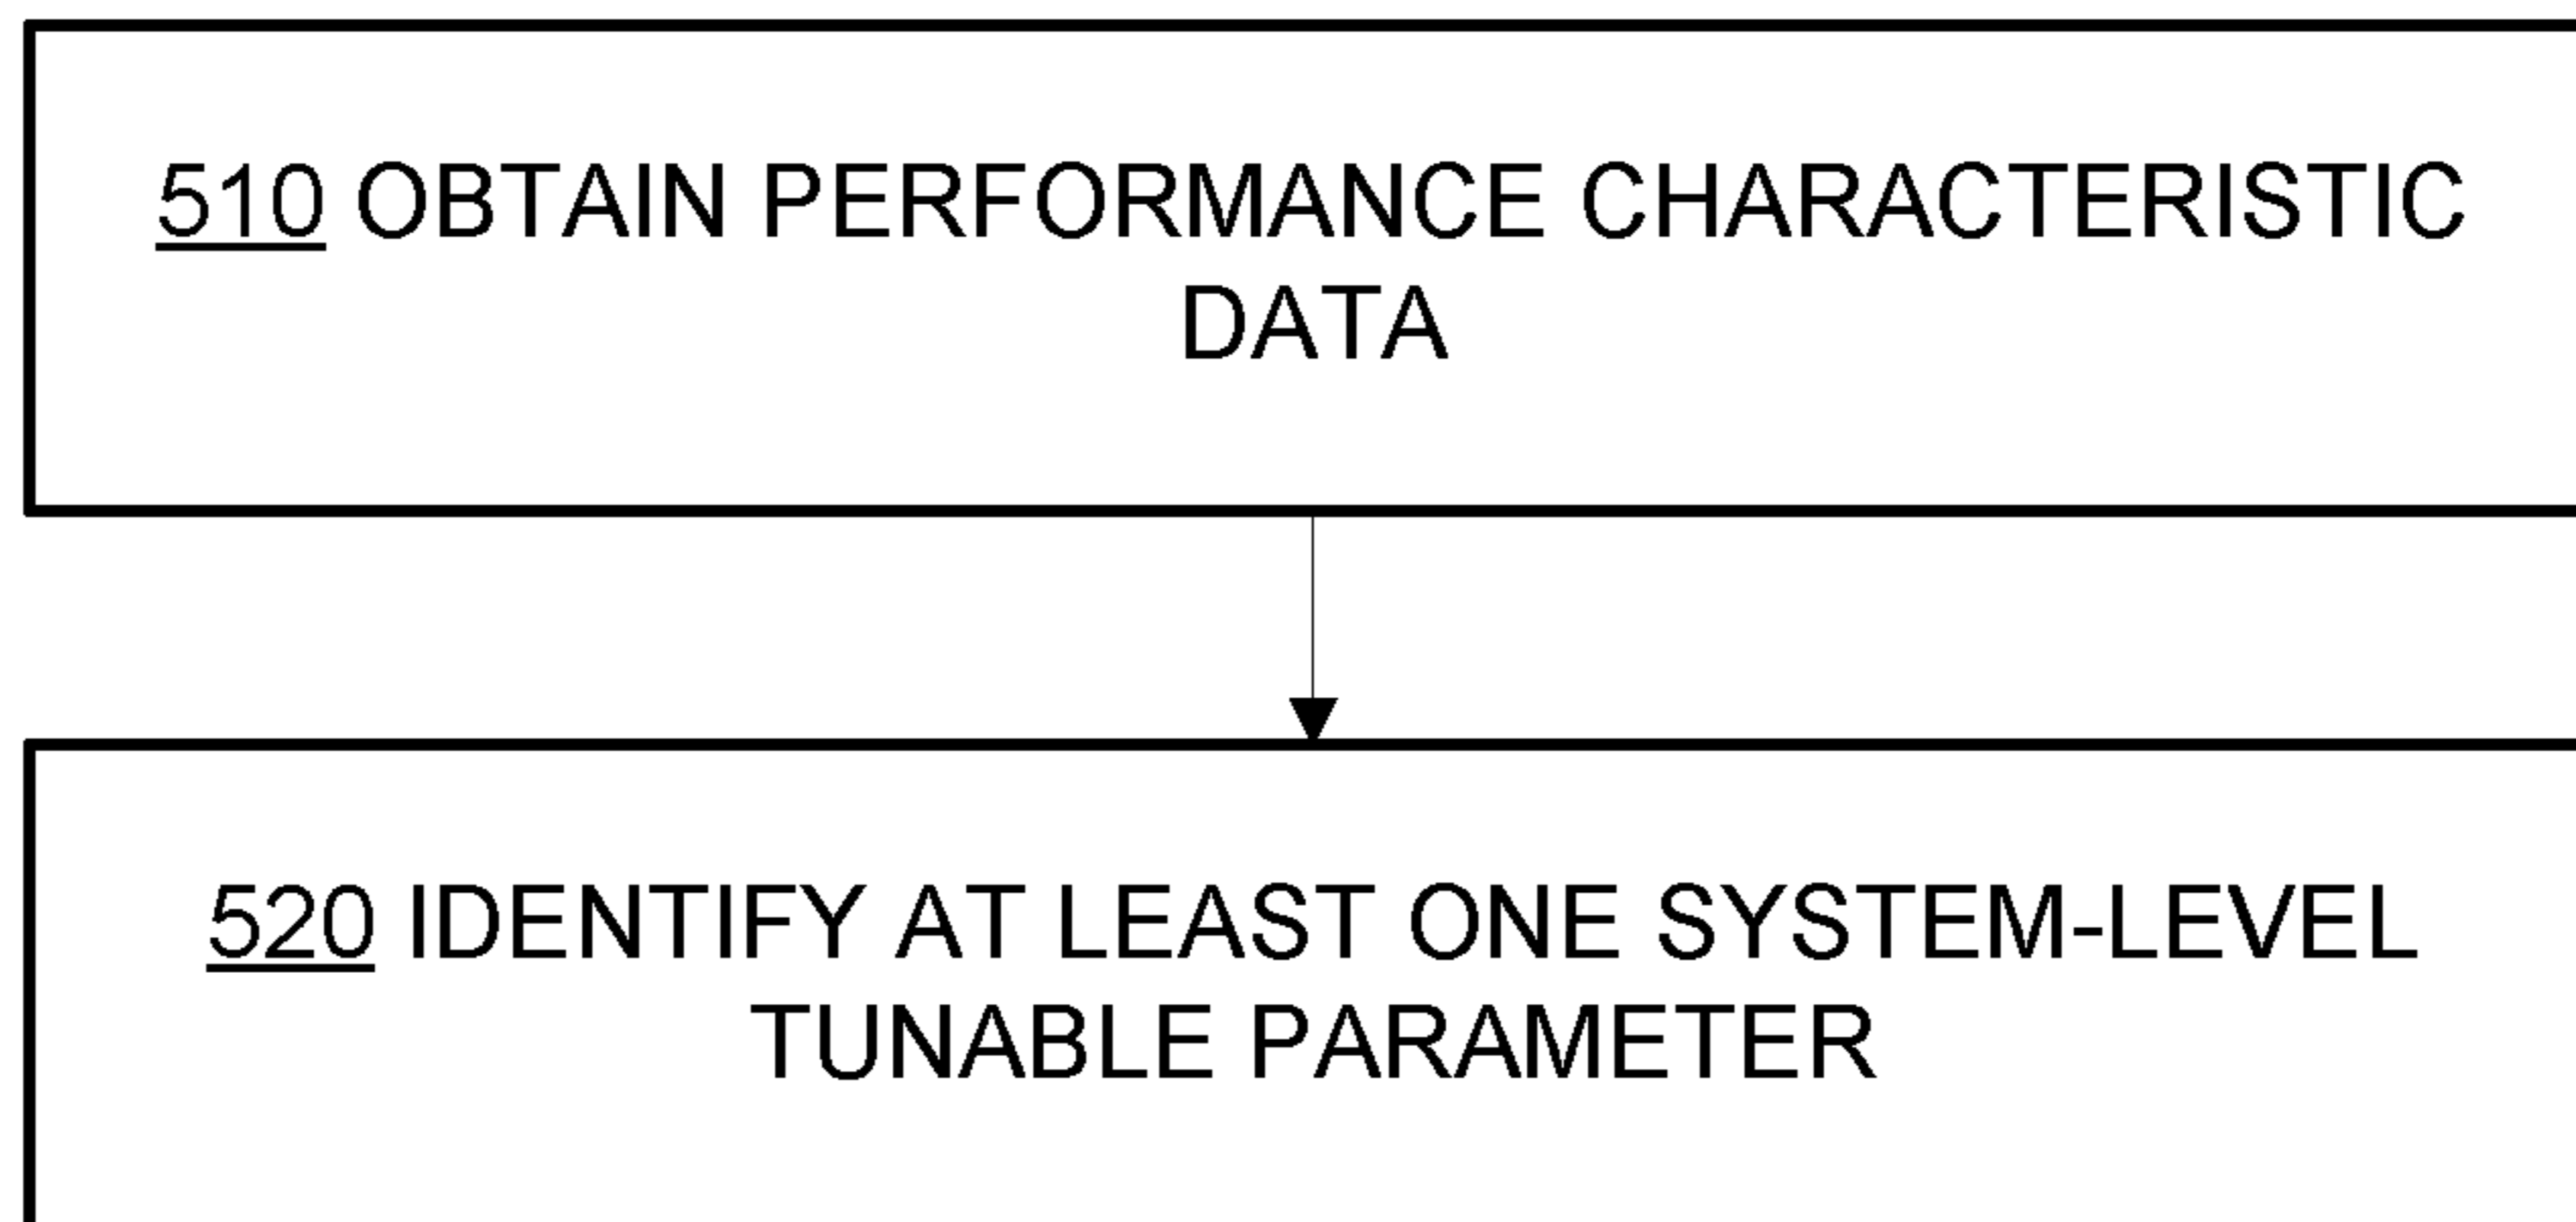 510 OBTAIN PERFORMANCE CHARACTERISTIC
DATA
520 IDENTIFY AT LEAST ONE SYSTEM-LEVEL
TUNABLE PARAMETER